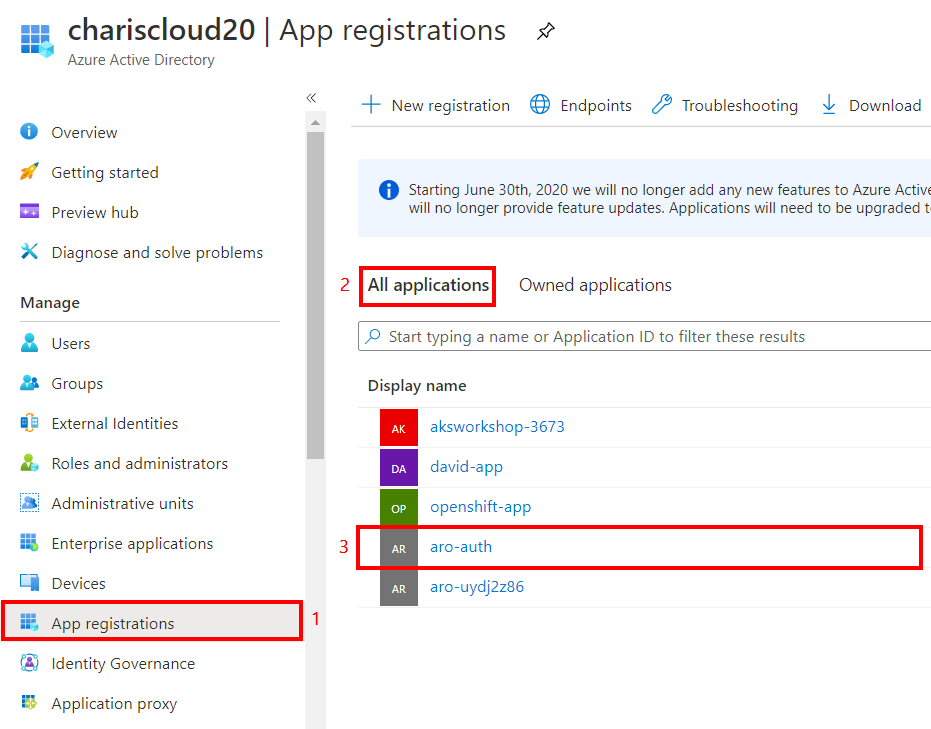 chariscloud20 | App registrations
Azure Active Directory
«
Overview
Getting started
Preview hub
Diagnose and solve problems
Manage
Users
Groups
External Identities
Roles and administrators
Administrative units
Enterprise applications
Devices
App registrations
1
Identity Governance
Application proxy
New registration
Endpoints
Troubleshooting
Download
Starting June 30th, 2020 we will no longer add any new features to Azure Active
will no longer provide feature updates. Applications will need to be upgraded
2
All applications
Owned applications
Start typing a name or Application ID to filter these results
Display name
AK aksworkshop-3673
DA david-app
OP openshift-app
3
AR aro-auth
AR aro-uydj2z86